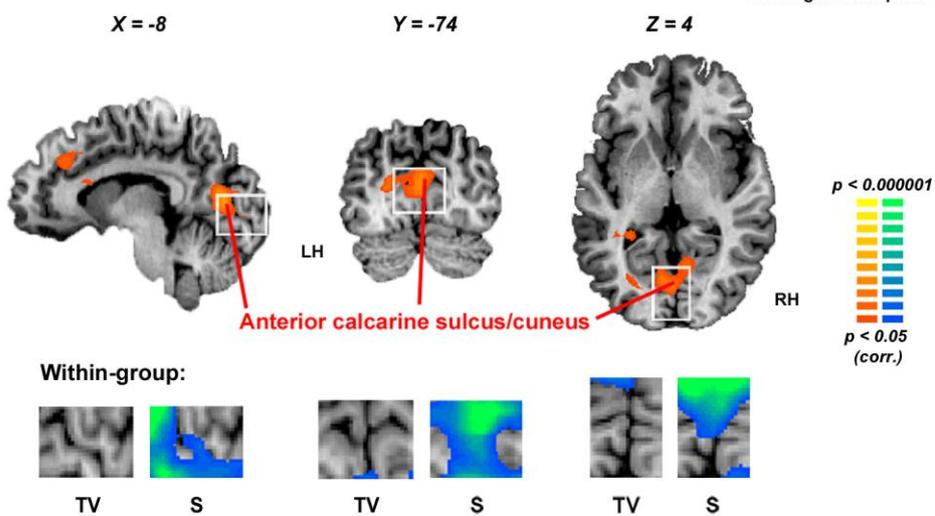 X = -8
Y = -74
Z = 4
p < 0.000001
LH
RH
Anterior calcarine sulcus/cuneus
p < 0.05
(corr.)
Within-group:
TV
S
TV
S
TV
S